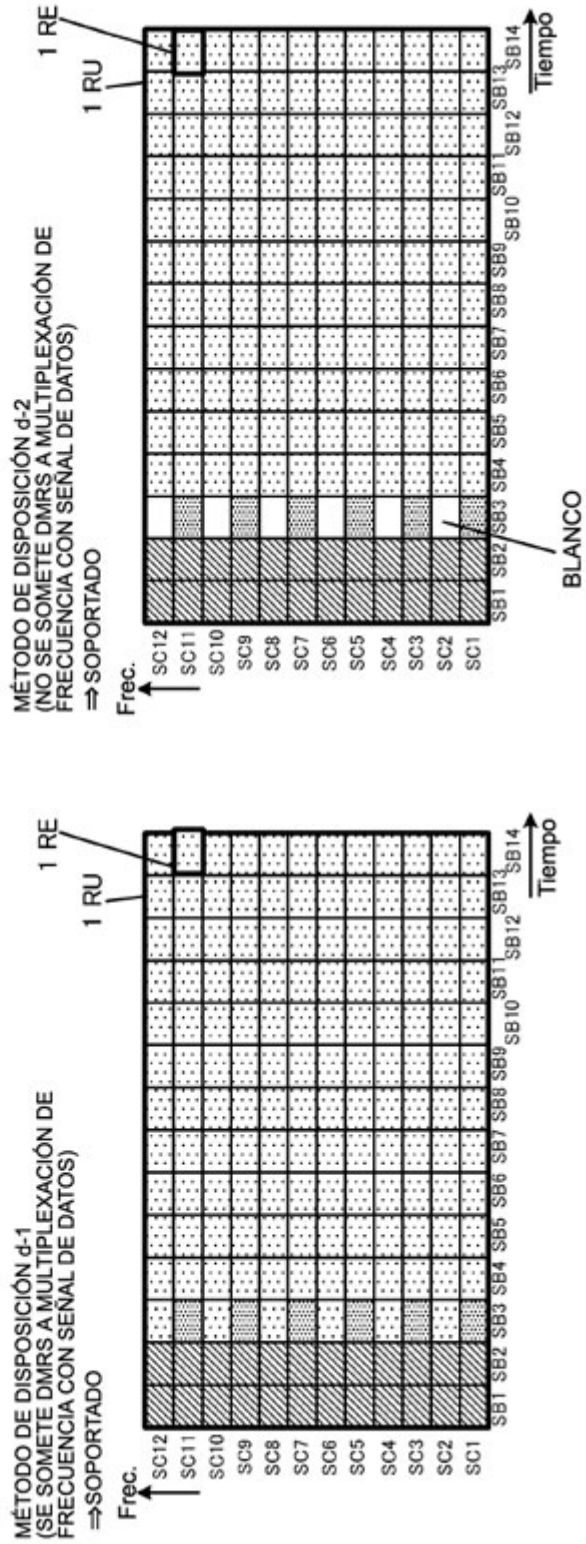 MÉTODO DE DISPOSICIÓN d-1
(SE SOMETE DMRS A MULTIPLEXACIÓN DE
FRECUENCIA CON SEÑAL DE DATOS)
⇒SOPORTADO
Frec.
1 RU
1 RE
SC12
SC11
SC10
SC9
SC8
SC7
SC6
SC5
SC4
SC3
SC2
SC1
SB1 SB2 SB3 SB4 SB5 SB6 SB7 SB8 SB9 SB10 SB11 SB12 SB13 SB14
Tiempo
MÉTODO DE DISPOSICIÓN d-2
(NO SE SOMETE DMRS A MULTIPLEXACIÓN DE
FRECUENCIA CON SEÑAL DE DATOS)
⇒SOPORTADO
Frec.
1 RU
1 RE
SC12
SC11
SC10
SC9
SC8
SC7
SC6
SC5
SC4
SC3
SC2
SC1
SB1 SB2 SB3 SB4 SB5 SB6 SB7 SB8 SB9 SB10 SB11 SB12 SB13 SB14
Tiempo
BLANCO